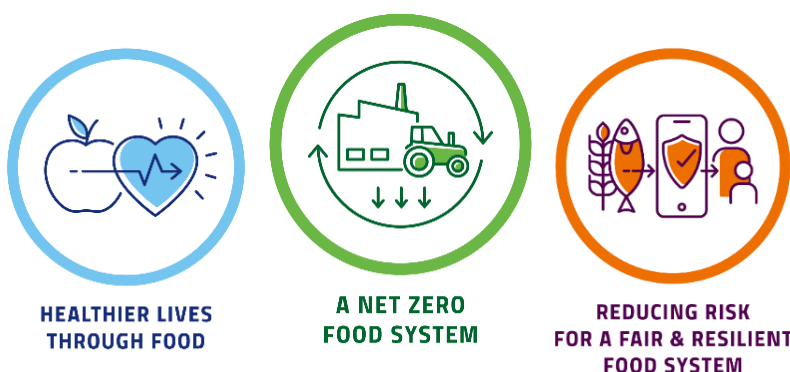 HEALTHIER LIVES
THROUGH FOOD
A NET ZERO
FOOD SYSTEM
REDUCING RISK
FOR A FAIR & RESILIENT
FOOD SYSTEM